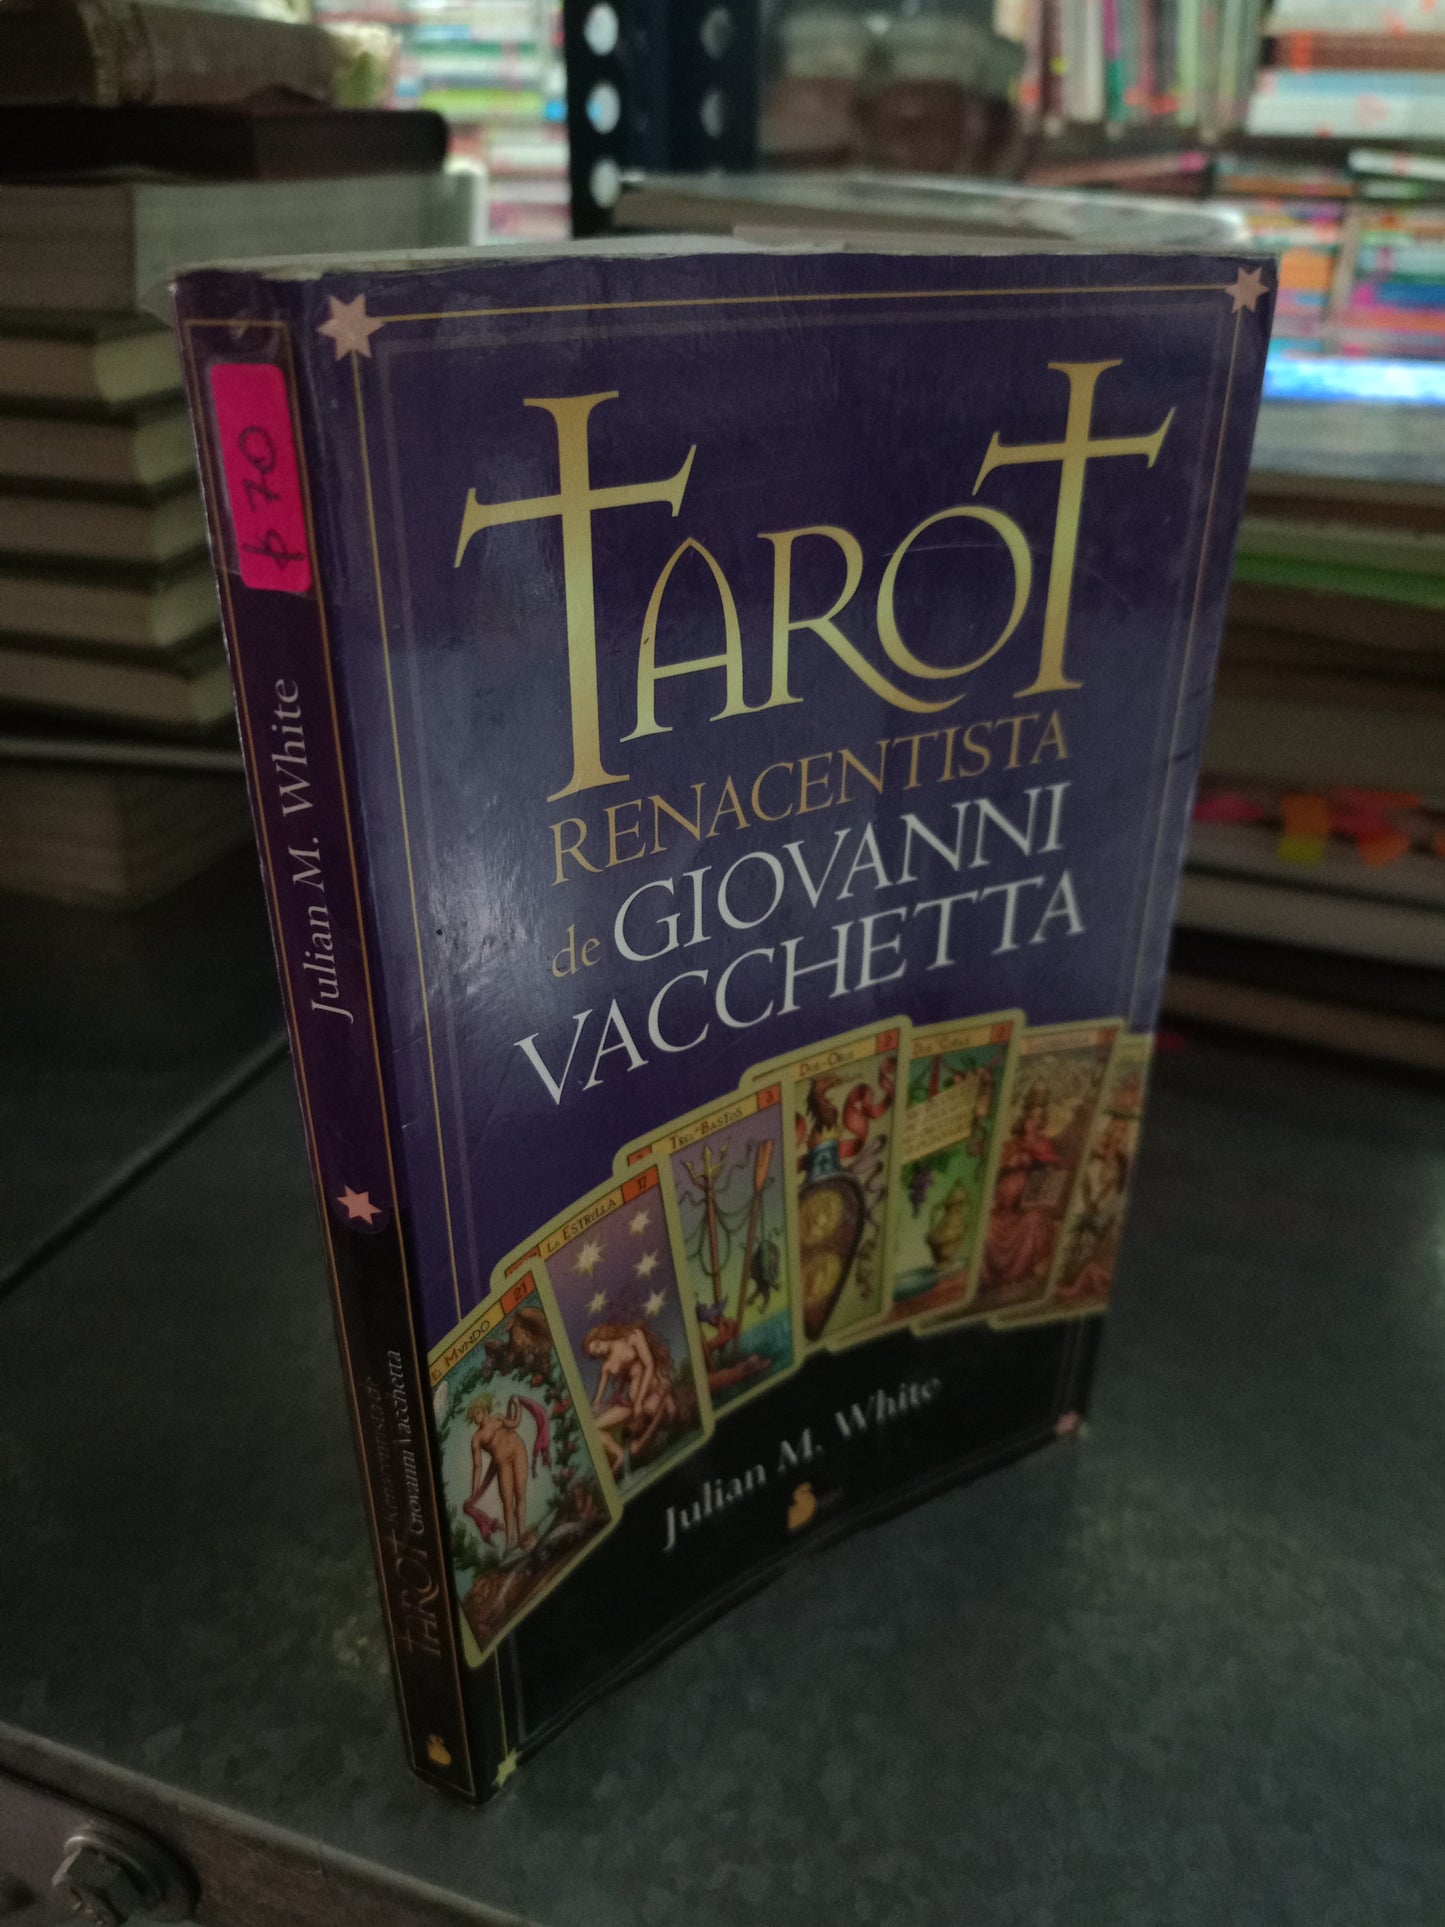 $ 70
Julian M. White
TAROT
Renacentista de
Giovanni Vacchetta
TAROT
RENACENTISTA
de GIOVANNI
VACCHETTA
EL MVNDO 21
LA ESTRELLA 17
TRES BASTOS 3
DOS OROS 2
Julian M. White